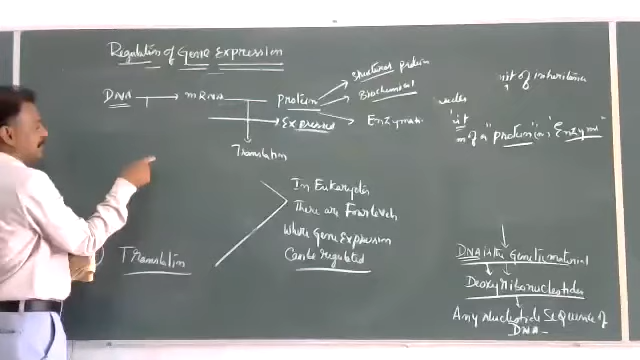 Regulation of Gene Expression
DNA mRNA Protein Structural protein
Biochemical
Expressed Enzymatic
Translation
In Eukaryotes
There are Four levels
Where Gene Expression
Can be regulated
Translation
unit of inheritance
of a "protein" (or) "Enzyme"
DNA is the Genetic material
Deoxyribonucleotides
Any nucleotide Sequence of
DNA